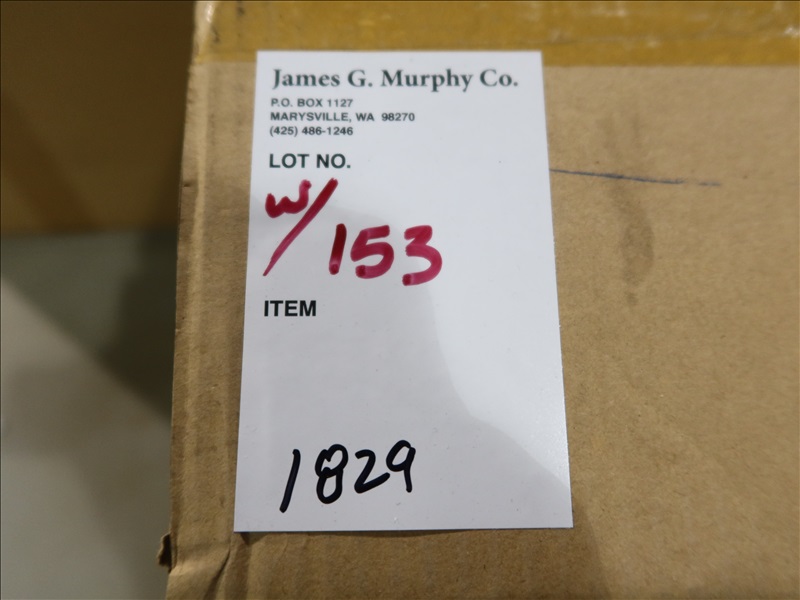 James G. Murphy Co.
P.O. BOX 1127
MARYSVILLE, WA 98270
(425) 486-1246
LOT NO.
W/153
ITEM
1829